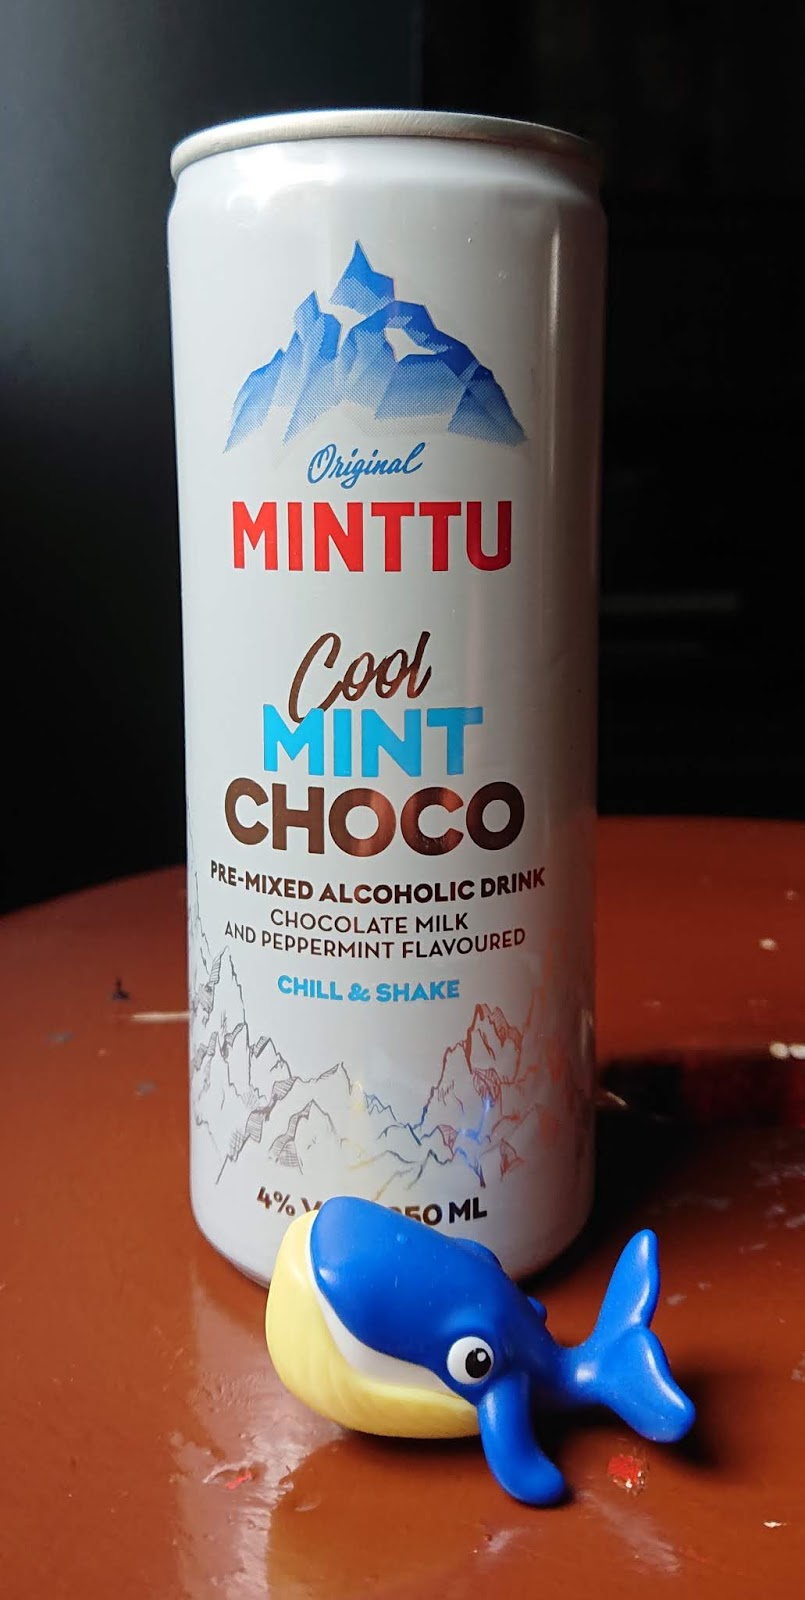 Original
MINTTU
Cool
MINT
CHOCO
PRE-MIXED ALCOHOLIC DRINK
CHOCOLATE MILK
AND PEPPERMINT FLAVOURED
CHILL & SHAKE
4% ML